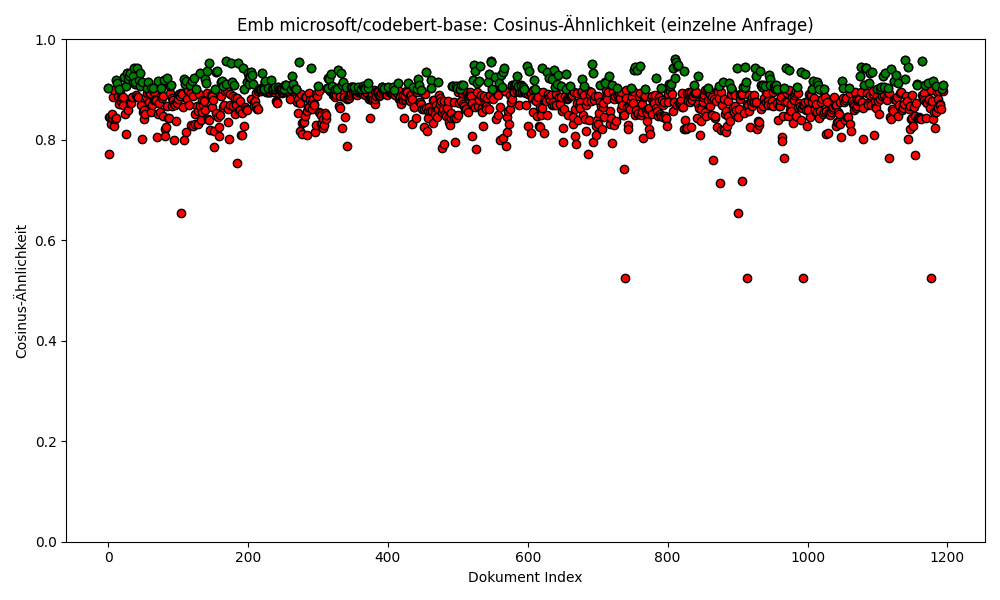 Emb microsoft/codebert-base: Cosinus-Ähnlichkeit (einzelne Anfrage)
1.0
0.8
0.6
0.4
0.2
0.0
Cosinus-Ähnlichkeit
0 200 400 600 800 1000 1200
Dokument Index